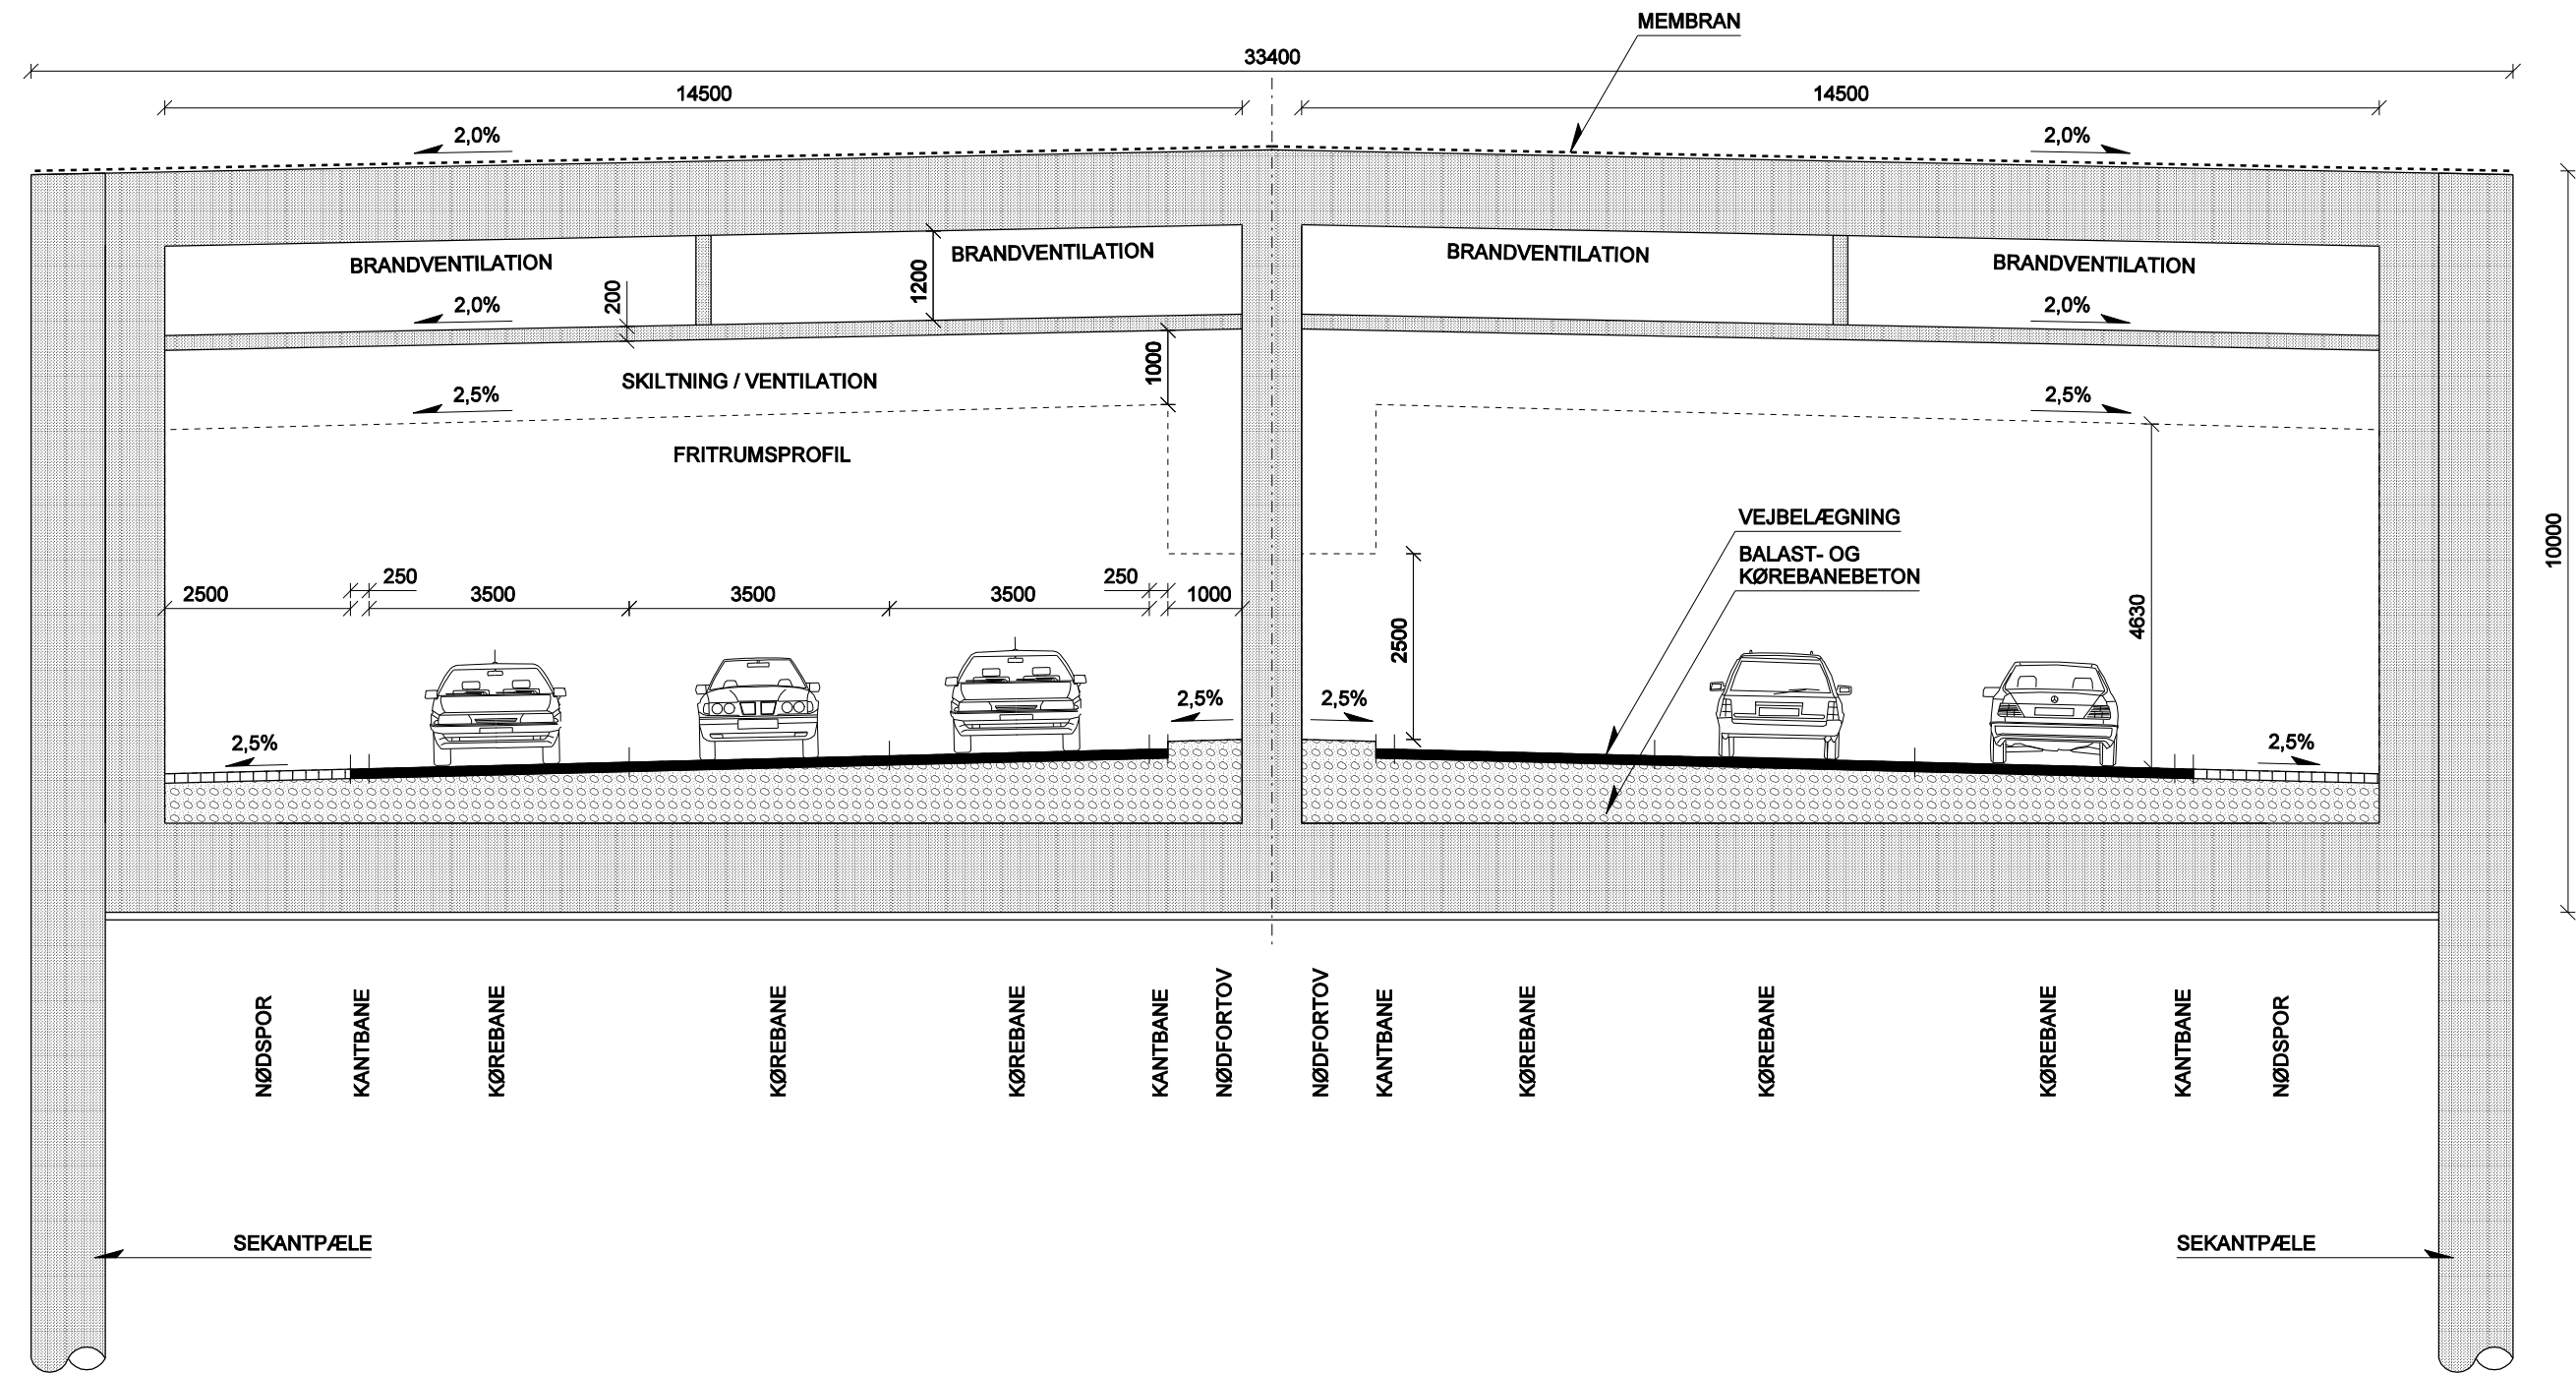 MEMBRAN
33400
14500
14500
2,0%
2,0%
BRANDVENTILATION
BRANDVENTILATION
BRANDVENTILATION
BRANDVENTILATION
1200
200
2,0%
2,0%
1000
SKILTNING / VENTILATION
2,5%
2,5%
FRITRUMSPROFIL
VEJBELÆGNING
BALAST- OG
KØREBANEBETON
10000
2500
250
3500
3500
3500
250
1000
2500
4630
2,5%
2,5%
2,5%
2,5%
NØDSPOR
KANTBANE
KØREBANE
KØREBANE
KØREBANE
KANTBANE
NØDFORTOV
NØDFORTOV
KANTBANE
KØREBANE
KØREBANE
KØREBANE
KANTBANE
NØDSPOR
SEKANTPÆLE
SEKANTPÆLE